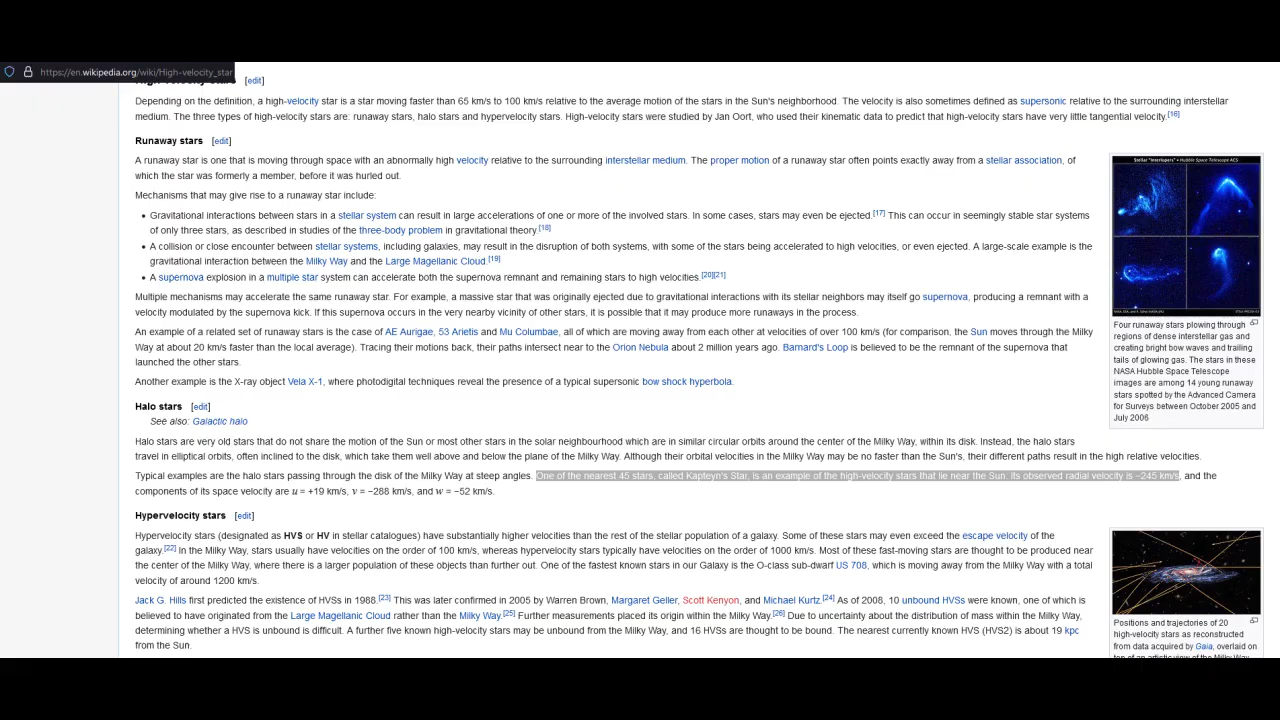 https://en.wikipedia.org/wiki/High-velocity_star
[edit]
Depending on the definition, a high-velocity star is a star moving faster than 65 km/s to 100 km/s relative to the average motion of the stars in the Sun's neighborhood. The velocity is also sometimes defined as supersonic relative to the surrounding interstellar
medium. The three types of high-velocity stars are: runaway stars, halo stars and hypervelocity stars. High-velocity stars were studied by Jan Oort, who used their kinematic data to predict that high-velocity stars have very little tangential velocity.[16]
Runaway stars [edit]
A runaway star is one that is moving through space with an abnormally high velocity relative to the surrounding interstellar medium. The proper motion of a runaway star often points exactly away from a stellar association, of
which the star was formerly a member, before it was hurled out.
Mechanisms that may give rise to a runaway star include:
• Gravitational interactions between stars in a stellar system can result in large accelerations of one or more of the involved stars. In some cases, stars may even be ejected.[17] This can occur in seemingly stable star systems
of only three stars, as described in studies of the three-body problem in gravitational theory.[18]
• A collision or close encounter between stellar systems, including galaxies, may result in the disruption of both systems, with some of the stars being accelerated to high velocities, or even ejected. A large-scale example is the
gravitational interaction between the Milky Way and the Large Magellanic Cloud.[19]
• A supernova explosion in a multiple star system can accelerate both the supernova remnant and remaining stars to high velocities.[20][21]
Multiple mechanisms may accelerate the same runaway star. For example, a massive star that was originally ejected due to gravitational interactions with its stellar neighbors may itself go supernova, producing a remnant with a
velocity modulated by the supernova kick. If this supernova occurs in the very nearby vicinity of other stars, it is possible that it may produce more runaways in the process.
An example of a related set of runaway stars is the case of AE Aurigae, 53 Arietis and Mu Columbae, all of which are moving away from each other at velocities of over 100 km/s (for comparison, the Sun moves through the Milky
Way at about 20 km/s faster than the local average). Tracing their motions back, their paths intersect near to the Orion Nebula about 2 million years ago. Barnard's Loop is believed to be the remnant of the supernova that
launched the other stars.
Another example is the X-ray object Vela X-1, where photodigital techniques reveal the presence of a typical supersonic bow shock hyperbola.
Stellar "Interlopers" • Hubble Space Telescope ACS
Four runaway stars plowing through
regions of dense interstellar gas and
creating bright bow waves and trailing
tails of glowing gas. The stars in these
NASA Hubble Space Telescope
images are among 14 young runaway
stars spotted by the Advanced Camera
for Surveys between October 2005 and
July 2006
Halo stars [edit]
See also: Galactic halo
Halo stars are very old stars that do not share the motion of the Sun or most other stars in the solar neighbourhood which are in similar circular orbits around the center of the Milky Way, within its disk. Instead, the halo stars
travel in elliptical orbits, often inclined to the disk, which take them well above and below the plane of the Milky Way. Although their orbital velocities in the Milky Way may be no faster than the Sun's, their different paths result in the high relative velocities.
Typical examples are the halo stars passing through the disk of the Milky Way at steep angles. One of the nearest 45 stars, called Kapteyn's Star, is an example of the high-velocity stars that lie near the Sun: Its observed radial velocity is −245 km/s, and the
components of its space velocity are u = +19 km/s, v = −288 km/s, and w = −52 km/s.
Hypervelocity stars [edit]
Hypervelocity stars (designated as HVS or HV in stellar catalogues) have substantially higher velocities than the rest of the stellar population of a galaxy. Some of these stars may even exceed the escape velocity of the
galaxy.[22] In the Milky Way, stars usually have velocities on the order of 100 km/s, whereas hypervelocity stars typically have velocities on the order of 1000 km/s. Most of these fast-moving stars are thought to be produced near
the center of the Milky Way, where there is a larger population of these objects than further out. One of the fastest known stars in our Galaxy is the O-class sub-dwarf US 708, which is moving away from the Milky Way with a total
velocity of around 1200 km/s.
Jack G. Hills first predicted the existence of HVSs in 1988.[23] This was later confirmed in 2005 by Warren Brown, Margaret Geller, Scott Kenyon, and Michael Kurtz.[24] As of 2008, 10 unbound HVSs were known, one of which is
believed to have originated from the Large Magellanic Cloud rather than the Milky Way.[25] Further measurements placed its origin within the Milky Way.[26] Due to uncertainty about the distribution of mass within the Milky Way,
determining whether a HVS is unbound is difficult. A further five known high-velocity stars may be unbound from the Milky Way, and 16 HVSs are thought to be bound. The nearest currently known HVS (HVS2) is about 19 kpc
from the Sun.
Positions and trajectories of 20
high-velocity stars as reconstructed
from data acquired by Gaia, overlaid on
top of an artistic view of the Milky Way